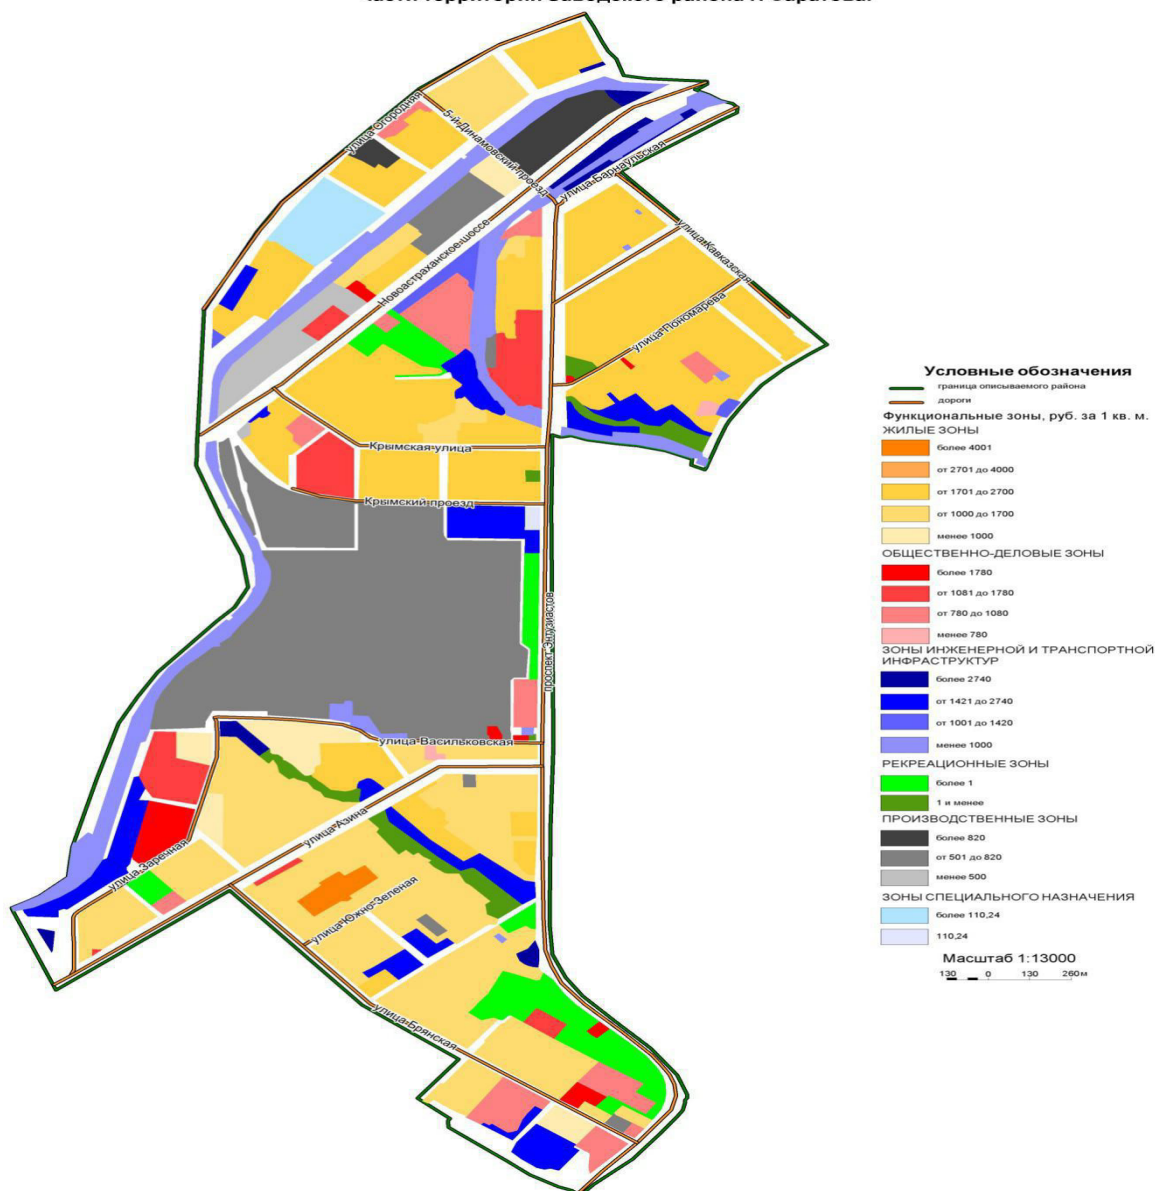 части территории Заводского района г. Саратова.
улица Огородная
5-й Динамовский проезд
улица Барнаульская
Новоастраханское шоссе
улица Кавказская
улица Пономарева
Крымская улица
Крымский проезд
проспект Энтузиастов
улица Васильковская
улица Азина
улица Заречная
улица Южно-Зеленая
улица Брянская
Условные обозначения
граница описываемого района
дороги
Функциональные зоны, руб. за 1 кв. м.
ЖИЛЫЕ ЗОНЫ
более 4001
от 2701 до 4000
от 1701 до 2700
от 1000 до 1700
менее 1000
ОБЩЕСТВЕННО-ДЕЛОВЫЕ ЗОНЫ
более 1780
от 1081 до 1780
от 780 до 1080
менее 780
ЗОНЫ ИНЖЕНЕРНОЙ И ТРАНСПОРТНОЙ
ИНФРАСТРУКТУР
более 2740
от 1421 до 2740
от 1001 до 1420
менее 1000
РЕКРЕАЦИОННЫЕ ЗОНЫ
более 1
1 и менее
ПРОИЗВОДСТВЕННЫЕ ЗОНЫ
более 820
от 501 до 820
менее 500
ЗОНЫ СПЕЦИАЛЬНОГО НАЗНАЧЕНИЯ
более 110,24
110,24
Масштаб 1:13000
130 0 130 260 м